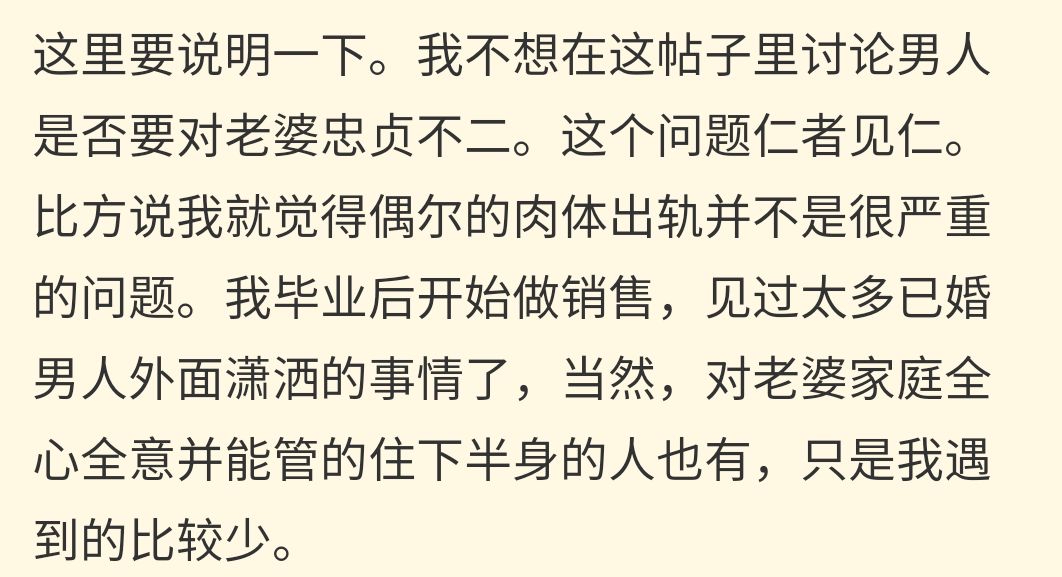 这里要说明一下。我不想在这帖子里讨论男人
是否要对老婆忠贞不二。这个问题仁者见仁。
比方说我就觉得偶尔的肉体出轨并不是很严重
的问题。我毕业后开始做销售，见过太多已婚
男人外面潇洒的事情了，当然，对老婆家庭全
心全意并能管的住下半身的人也有，只是我遇
到的比较少。